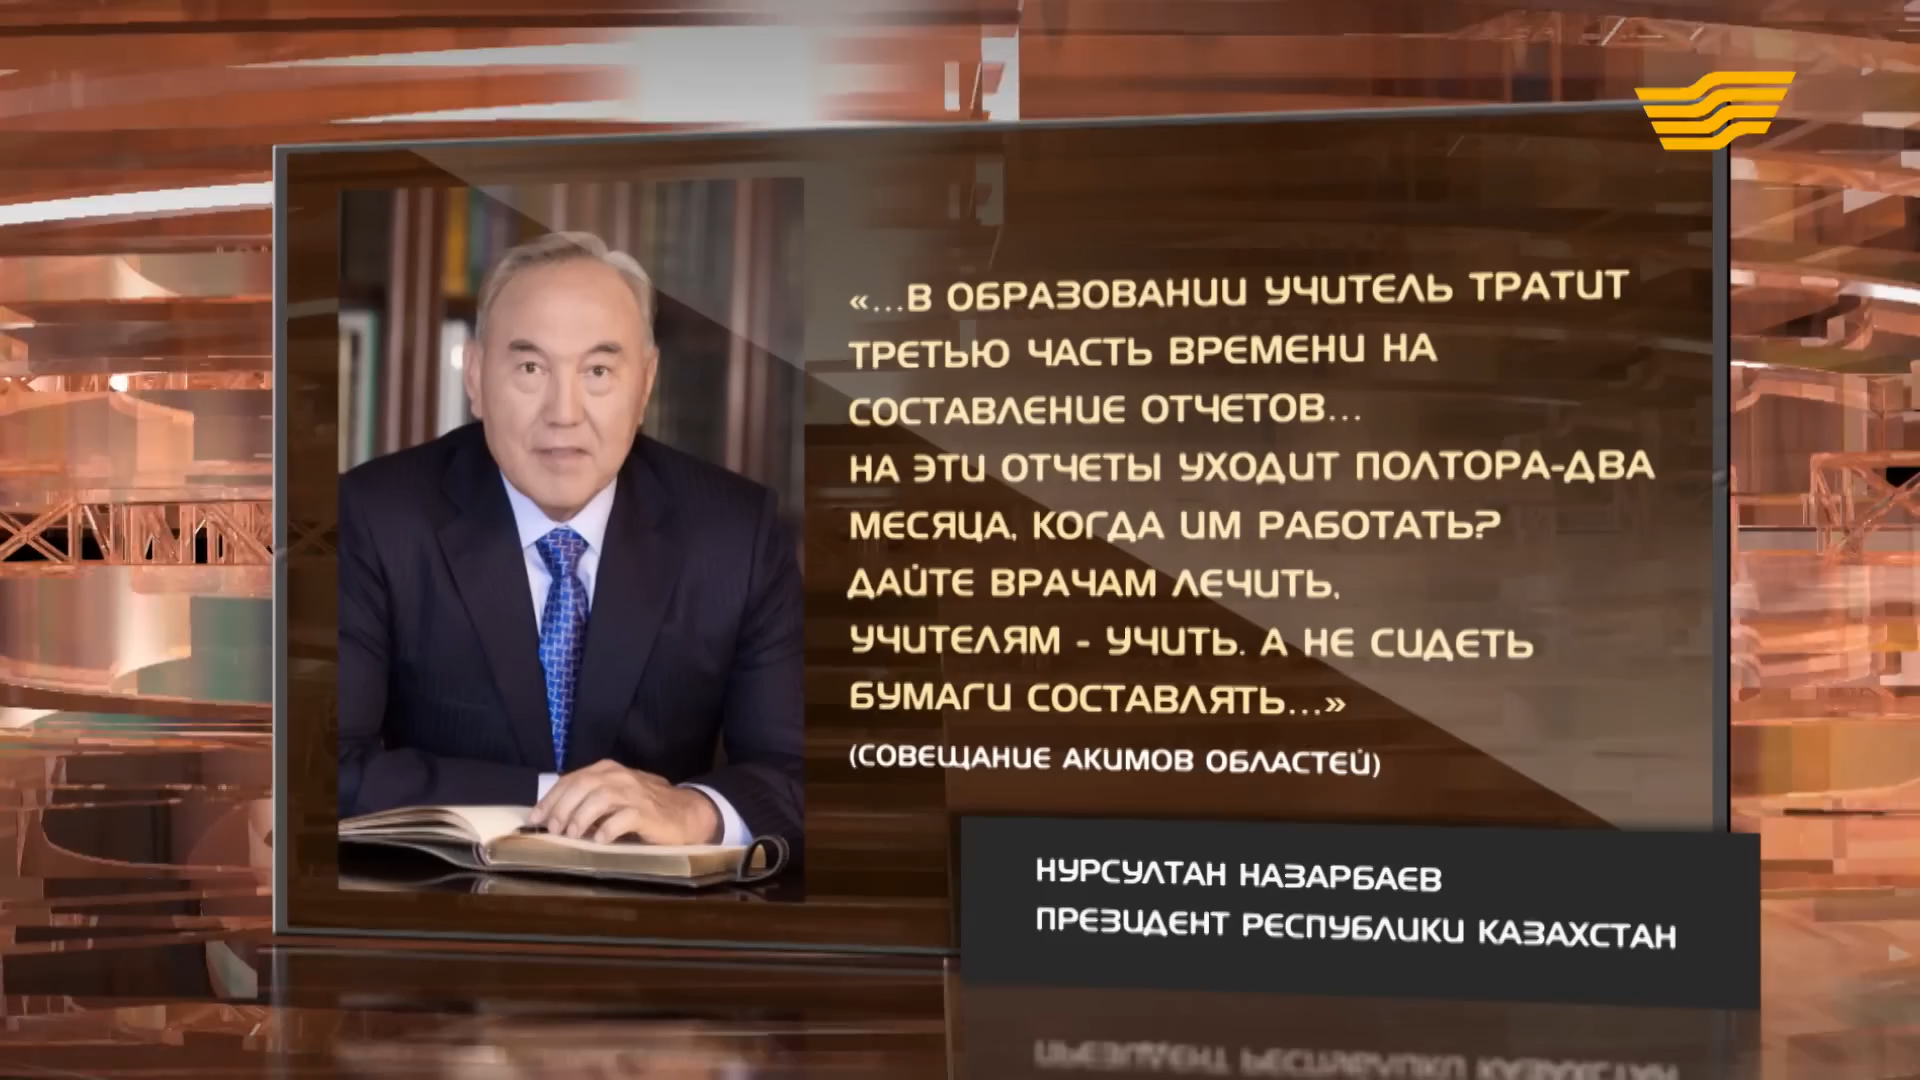 «...В ОБРАЗОВАНИИ УЧИТЕЛЬ ТРАТИТ
ТРЕТЬЮ ЧАСТЬ ВРЕМЕНИ НА
СОСТАВЛЕНИЕ ОТЧЕТОВ...
НА ЭТИ ОТЧЕТЫ УХОДИТ ПОЛТОРА-ДВА
МЕСЯЦА, КОГДА ИМ РАБОТАТЬ?
ДАЙТЕ ВРАЧАМ ЛЕЧИТЬ,
УЧИТЕЛЯМ - УЧИТЬ. А НЕ СИДЕТЬ
БУМАГИ СОСТАВЛЯТЬ...»
(СОВЕЩАНИЕ АКИМОВ ОБЛАСТЕЙ)
НУРСУЛТАН НАЗАРБАЕВ
ПРЕЗИДЕНТ РЕСПУБЛИКИ КАЗАХСТАН